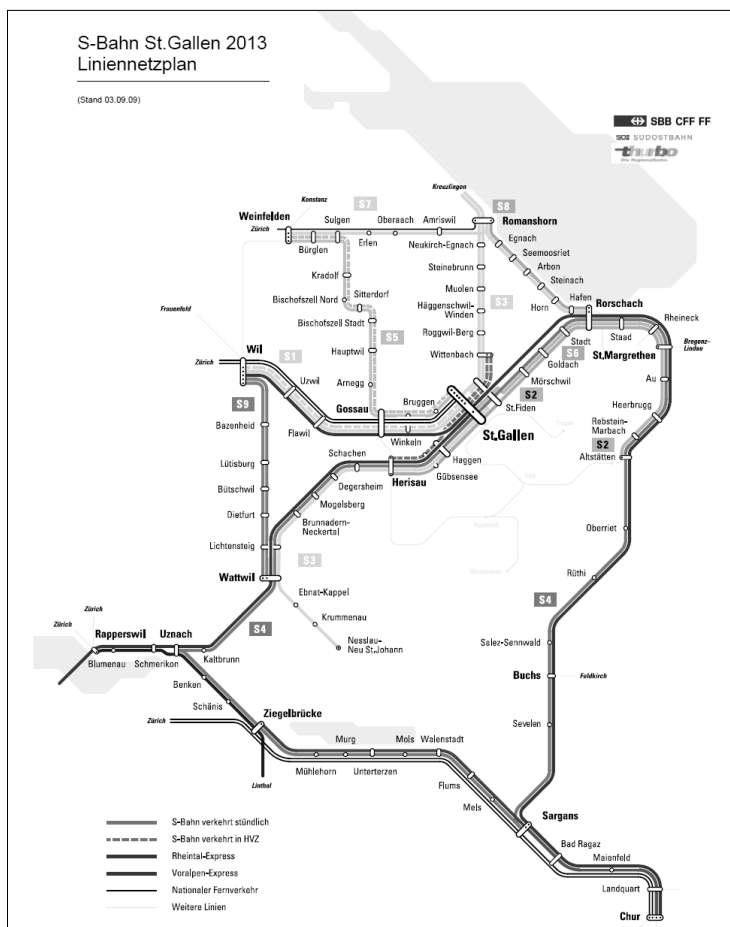 S-Bahn St.Gallen 2013
Liniennetzplan
(Stand 03.09.09)
SBB CFF FF
SOB SÜDOSTBAHN
thurbo
Die Regionalbahn.
Kreuzlingen
Konstanz
S7
S8
Weinfelden
Sulgen
Oberaach
Amriswil
Romanshorn
Zürich
Bürglen
Erlen
Neukirch-Egnach
Egnach
Seemoosriet
Steinebrunn
Arbon
Kradolf
Steinach
Sitterdorf
Muolen
Bischofszell Nord
S3
Hafen
Häggenschwil-
Winden
Horn
Rorschach
Frauenfeld
Bischofszell Stadt
Rheineck
S5
Roggwil-Berg
Stadt
Staad
Bregenz-
Lindau
Wil
S1
Hauptwil
Wittenbach
S6
St.Margrethen
Zürich
Goldach
Uzwil
Arnegg
Mörschwil
Au
S9
Bruggen
S2
Gossau
St.Fiden
Heerbrugg
Bazenheid
Rebstein-
Marbach
Flawil
Winkeln
St.Gallen
S2
Schachen
Haggen
Altstätten
Lütisburg
Degersheim
Herisau
Gübsensee
Bütschwil
Mogelsberg
Dietfurt
Brunnadern-
Neckertal
Oberriet
Lichtensteig
S3
Wattwil
Rüthi
Ebnat-Kappel
S4
Krummenau
Zürich
S4
Zürich
Rapperswil
Uznach
Nesslau-
Neu St.Johann
Salez-Sennwald
Blumenau
Schmerikon
Kaltbrunn
Benken
Buchs
Feldkirch
Schänis
Ziegelbrücke
Zürich
Sevelen
Murg
Mols
Walenstadt
Mühlehorn
Unterterzen
Linthal
Flums
Mels
Sargans
S-Bahn verkehrt stündlich
S-Bahn verkehrt in HVZ
Bad Ragaz
Rheintal-Express
Maienfeld
Voralpen-Express
Nationaler Fernverkehr
Landquart
Weitere Linien
Chur